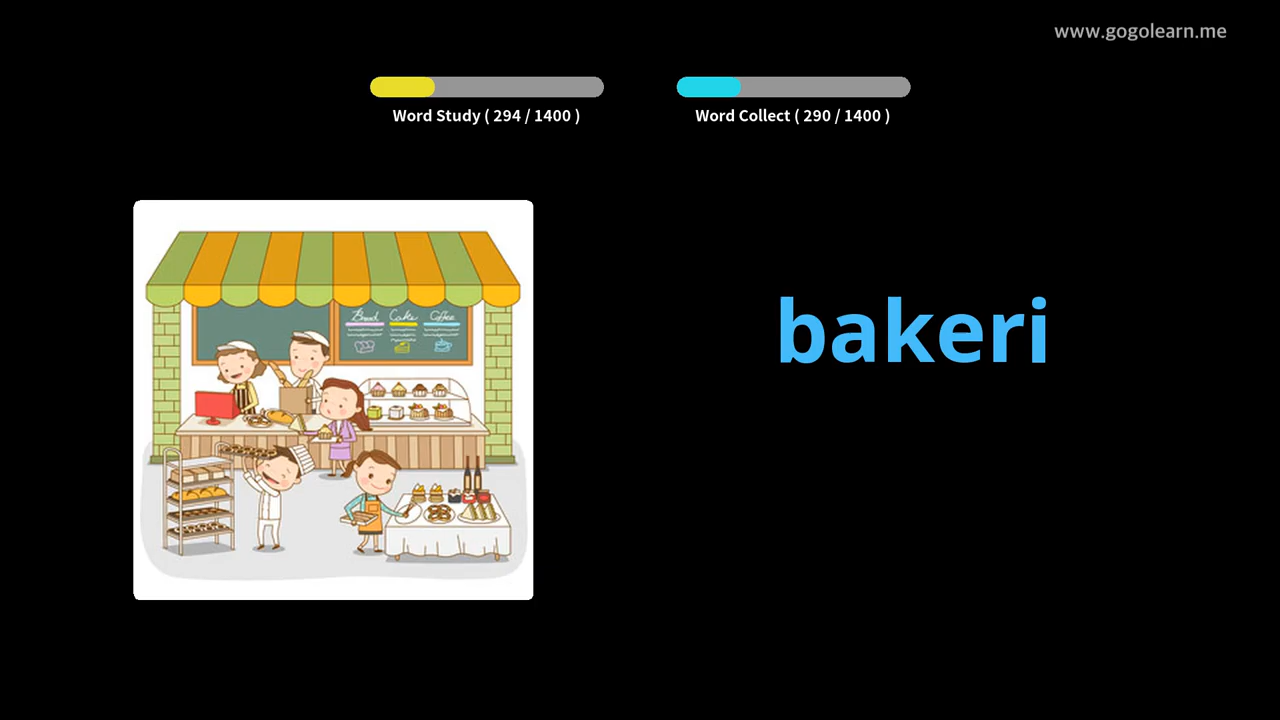 www.gogolearn.me
Word Study ( 294 / 1400 )
Word Collect ( 290 / 1400 )
Bread Cake Coffee
bakeri